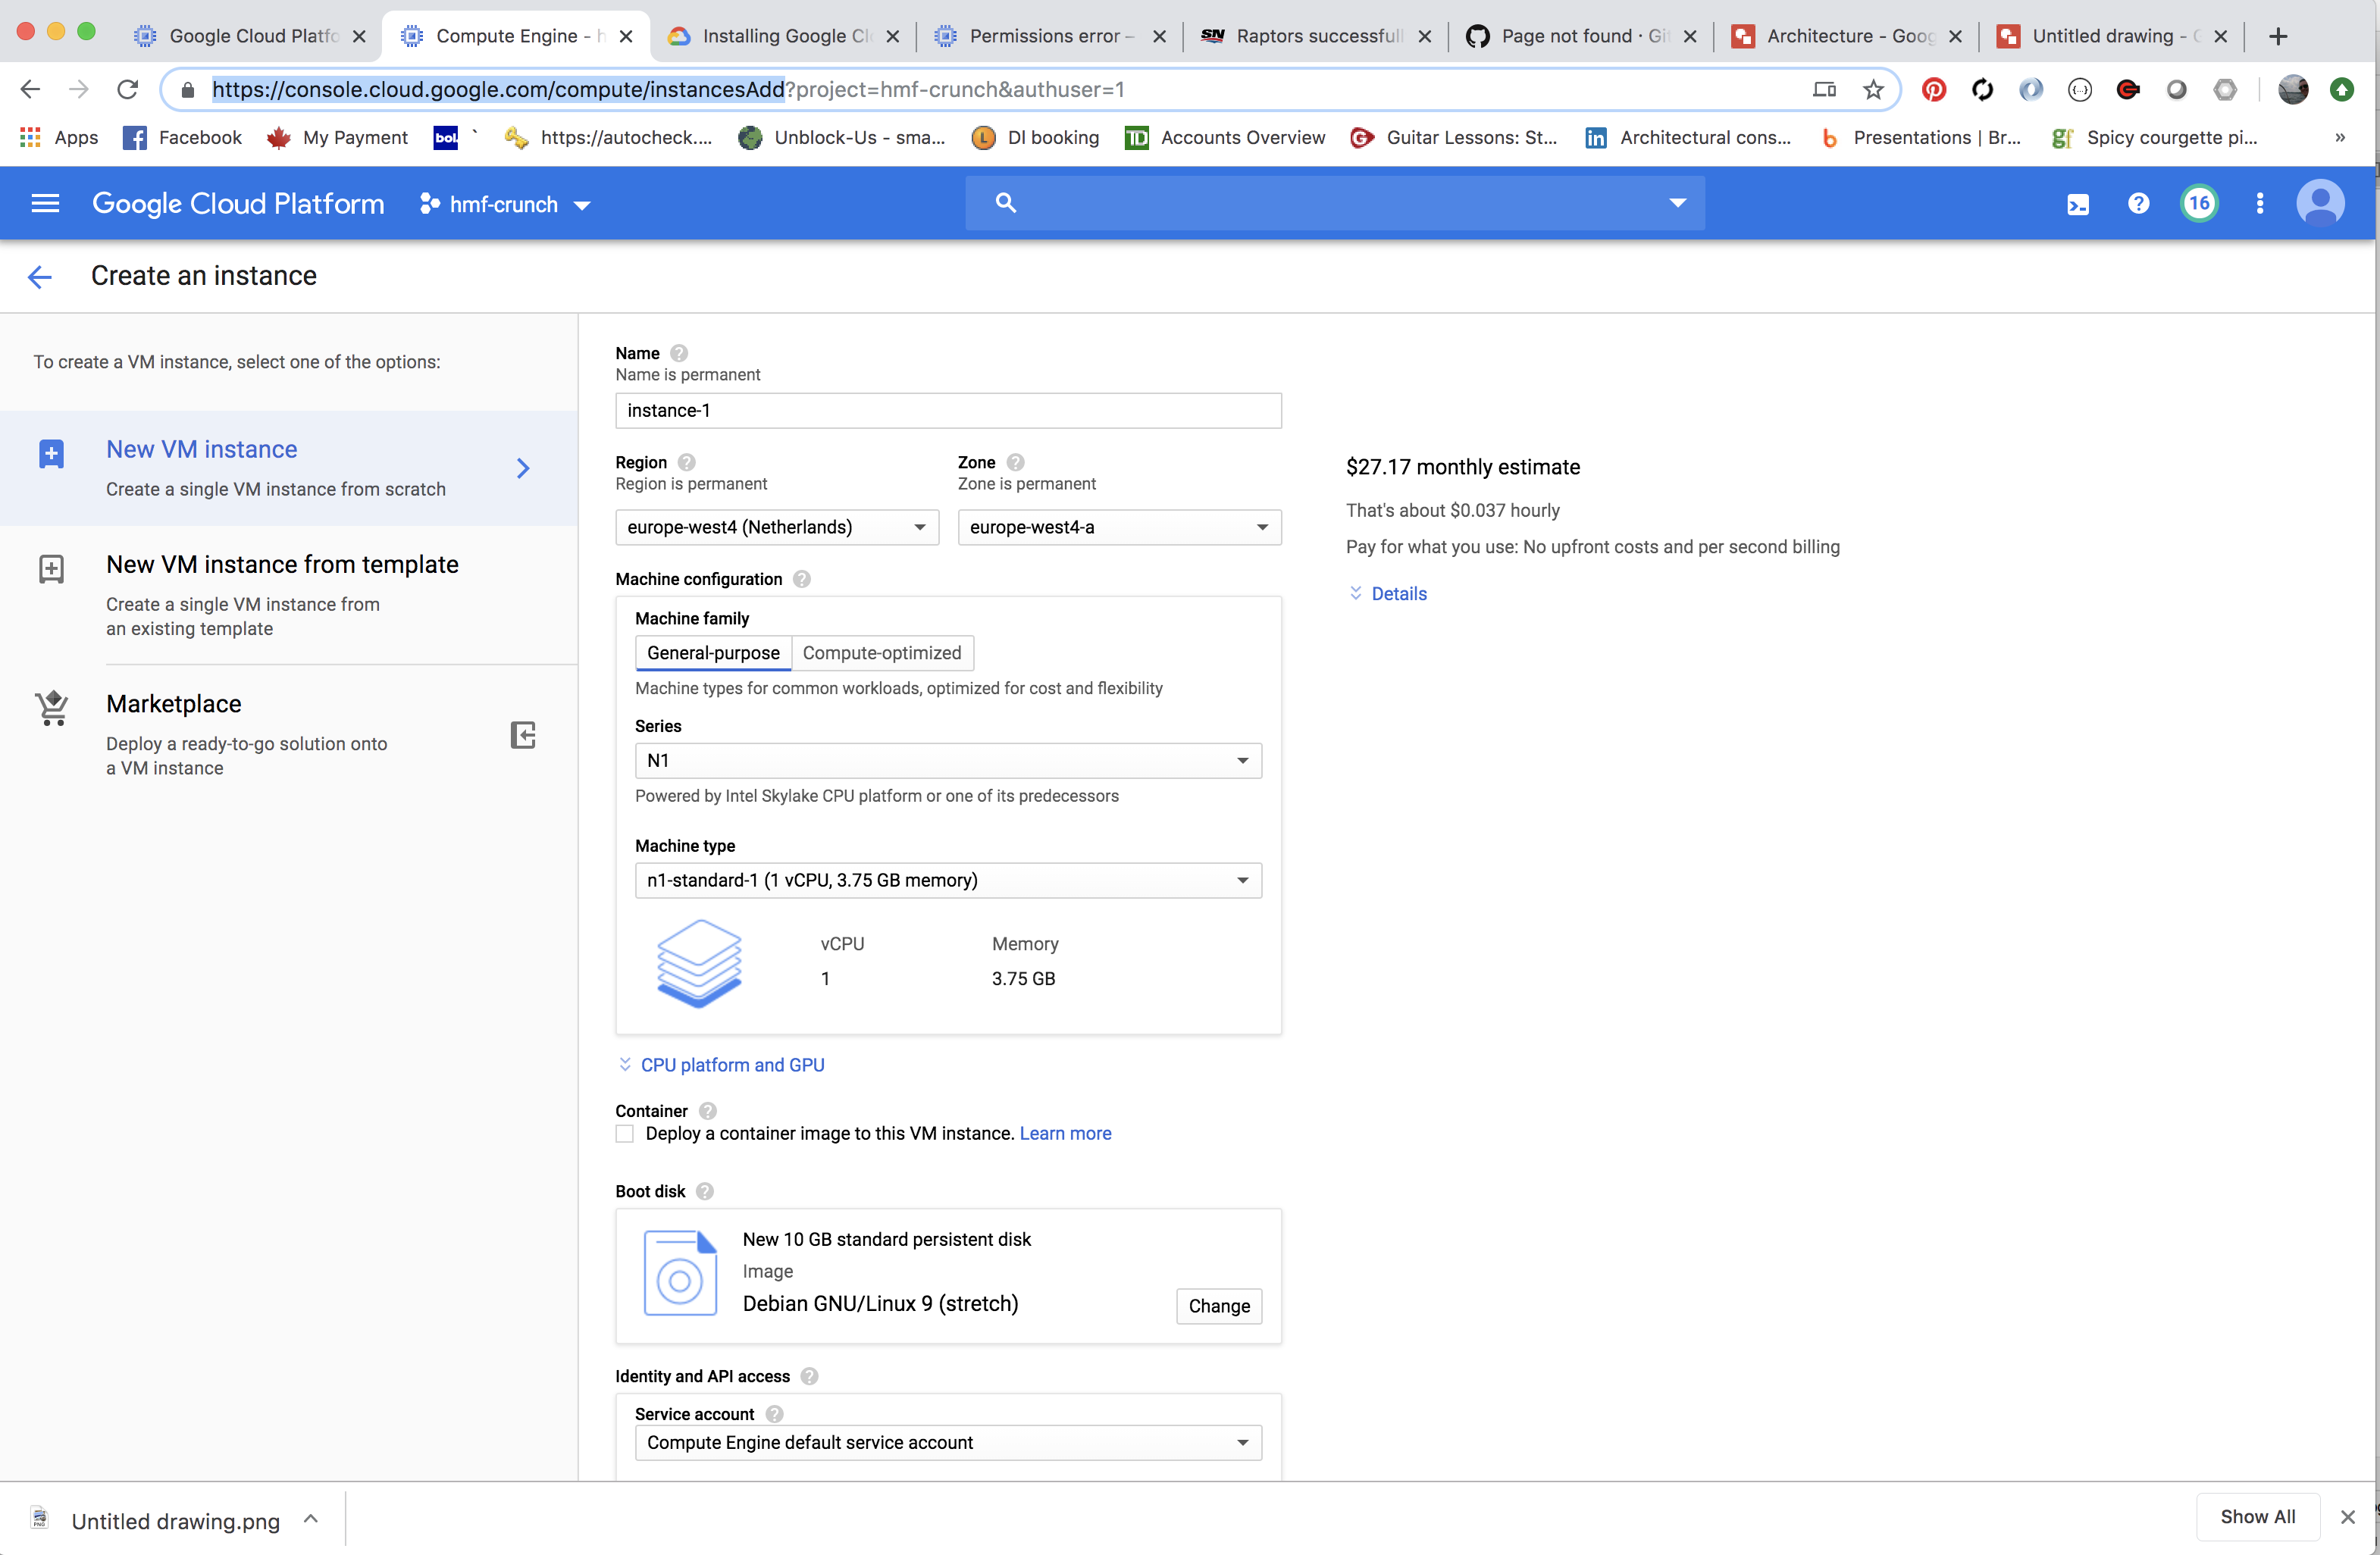 Google Cloud Platfo
Compute Engine - h
Installing Google Cl
Permissions error –
SN Raptors successfull
Page not found · Git
Architecture - Goog
Untitled drawing - G
https://console.cloud.google.com/compute/instancesAdd?project=hmf-crunch&authuser=1
Apps
Facebook
My Payment
bol.
`
https://autocheck....
Unblock-Us - sma...
L DI booking
TD Accounts Overview
Guitar Lessons: St...
in Architectural cons...
b Presentations | Br...
gf Spicy courgette pi...
»
Google Cloud Platform
hmf-crunch
16
Create an instance
To create a VM instance, select one of the options:
New VM instance
Create a single VM instance from scratch
New VM instance from template
Create a single VM instance from
an existing template
Marketplace
Deploy a ready-to-go solution onto
a VM instance
Name
Name is permanent
instance-1
Region
Region is permanent
europe-west4 (Netherlands)
Zone
Zone is permanent
europe-west4-a
Machine configuration
Machine family
General-purpose
Compute-optimized
Machine types for common workloads, optimized for cost and flexibility
Series
N1
Powered by Intel Skylake CPU platform or one of its predecessors
Machine type
n1-standard-1 (1 vCPU, 3.75 GB memory)
vCPU
Memory
1
3.75 GB
CPU platform and GPU
Container
Deploy a container image to this VM instance. Learn more
Boot disk
New 10 GB standard persistent disk
Image
Debian GNU/Linux 9 (stretch)
Change
Identity and API access
Service account
Compute Engine default service account
$27.17 monthly estimate
That's about $0.037 hourly
Pay for what you use: No upfront costs and per second billing
Details
Untitled drawing.png
Show All